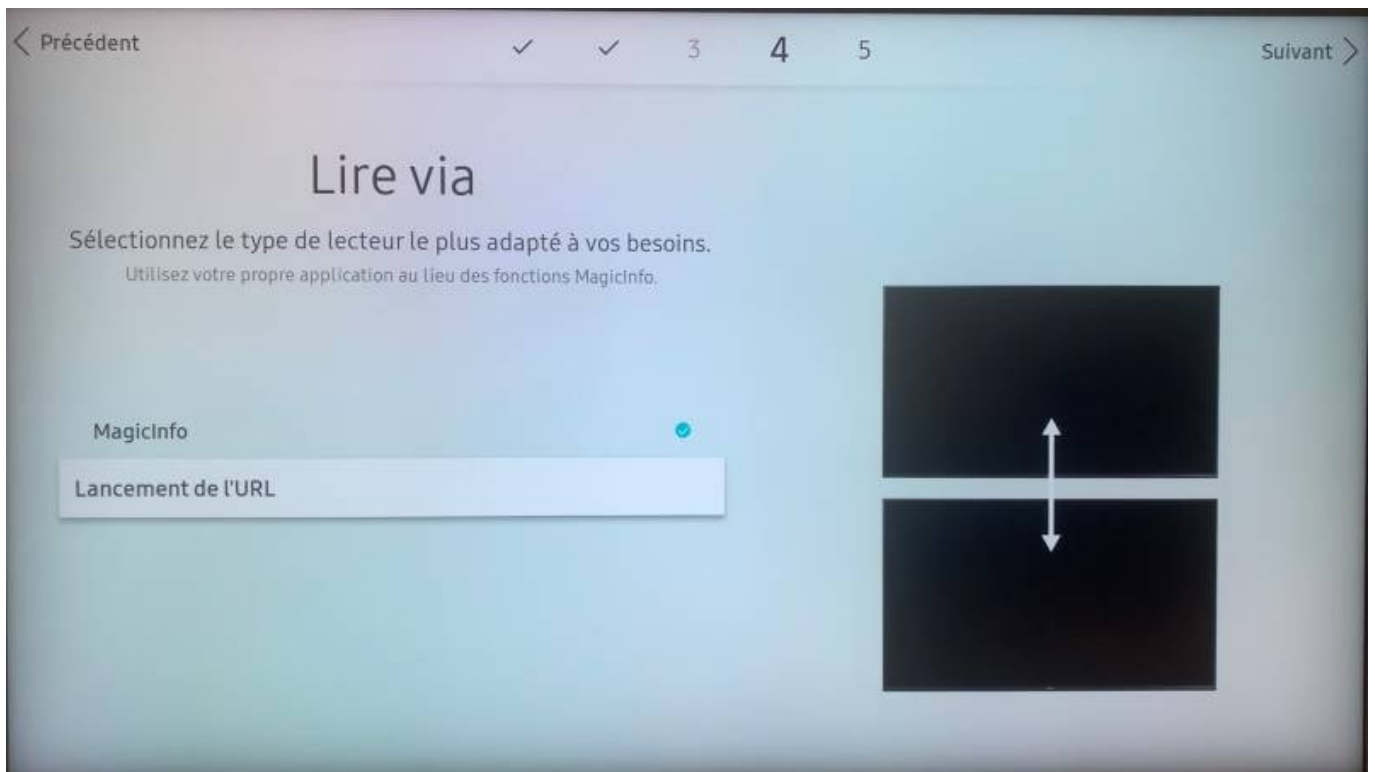 Précédent
3 4 5
Suivant
Lire via
Sélectionnez le type de lecteur le plus adapté à vos besoins.
Utilisez votre propre application au lieu des fonctions MagicInfo.
MagicInfo
Lancement de l'URL